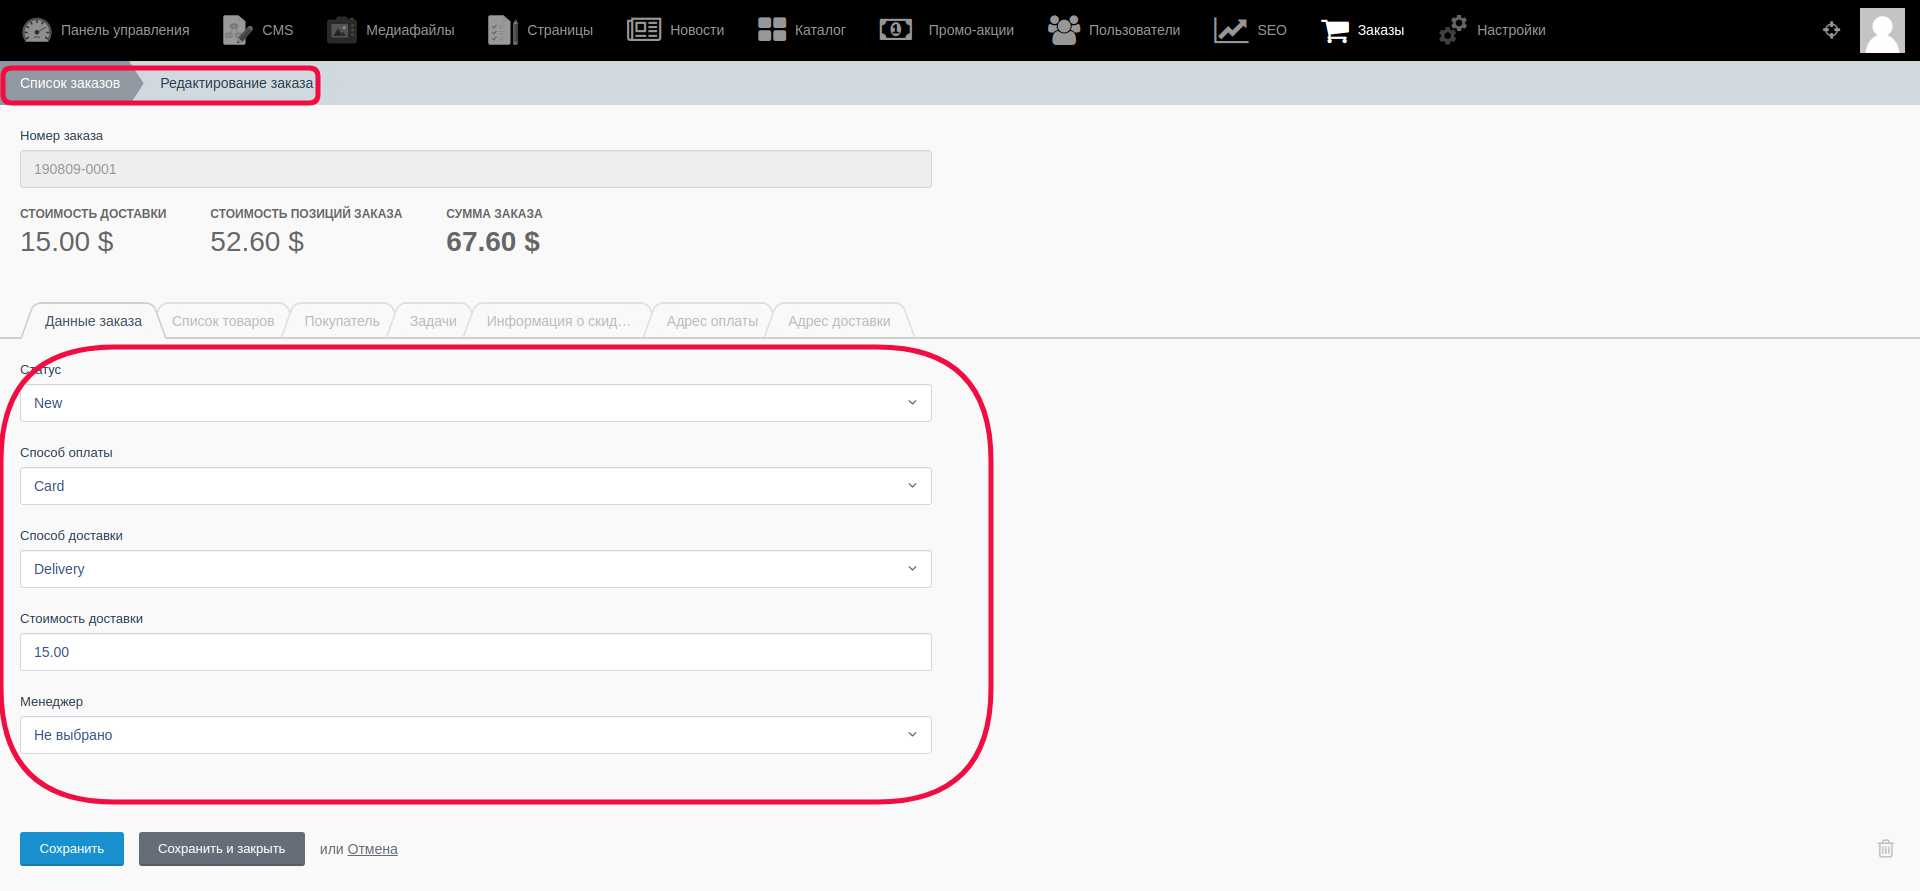 Панель управления CMS Медиафайлы Страницы Новости Каталог 1 Промо-акции Пользователи SEO Заказы Настройки
Список заказов Редактирование заказа
Номер заказа
190809-0001
СТОИМОСТЬ ДОСТАВКИ СТОИМОСТЬ ПОЗИЦИЙ ЗАКАЗА СУММА ЗАКАЗА
15.00 $ 52.60 $ 67.60 $
Данные заказа Список товаров Покупатель Задачи Информация о скид… Адрес оплаты Адрес доставки
Статус
New
Способ оплаты
Card
Способ доставки
Delivery
Стоимость доставки
15.00
Менеджер
Не выбрано
Сохранить Сохранить и закрыть или Отмена